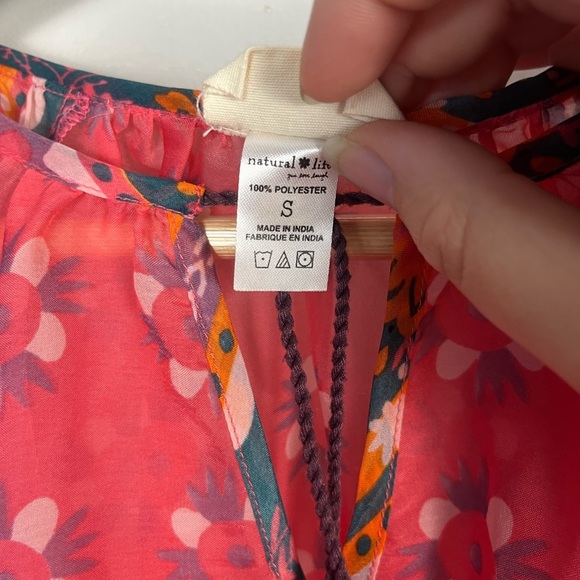 natural life
100% POLYESTER
S
MADE IN INDIA
FABRIQUE EN INDIA